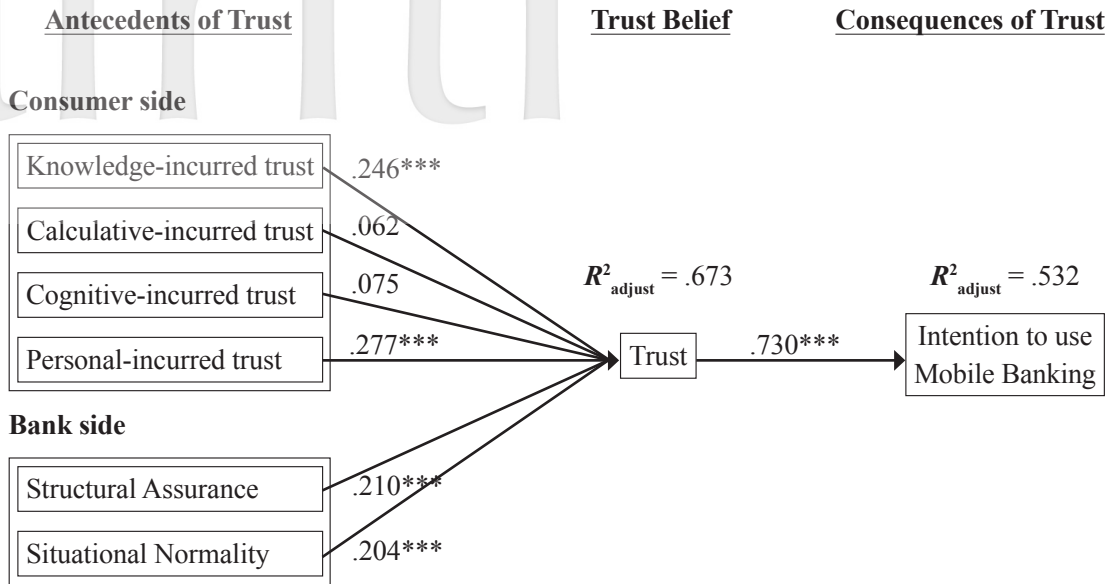 Antecedents of Trust
Trust Belief
Consequences of Trust
Consumer side
Knowledge-incurred trust
.246***
Calculative-incurred trust
.062
Cognitive-incurred trust
.075
Personal-incurred trust
.277***
R²adjust = .673
R²adjust = .532
Trust
.730***
Intention to use
Mobile Banking
Bank side
Structural Assurance
.210***
Situational Normality
.204***